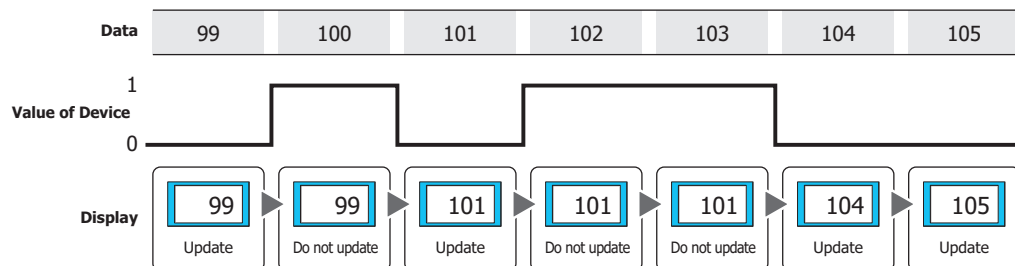 Data 99 100 101 102 103 104 105
1
Value of Device
0
Display 99 99 101 101 101 104 105
Update Do not update Update Do not update Do not update Update Update